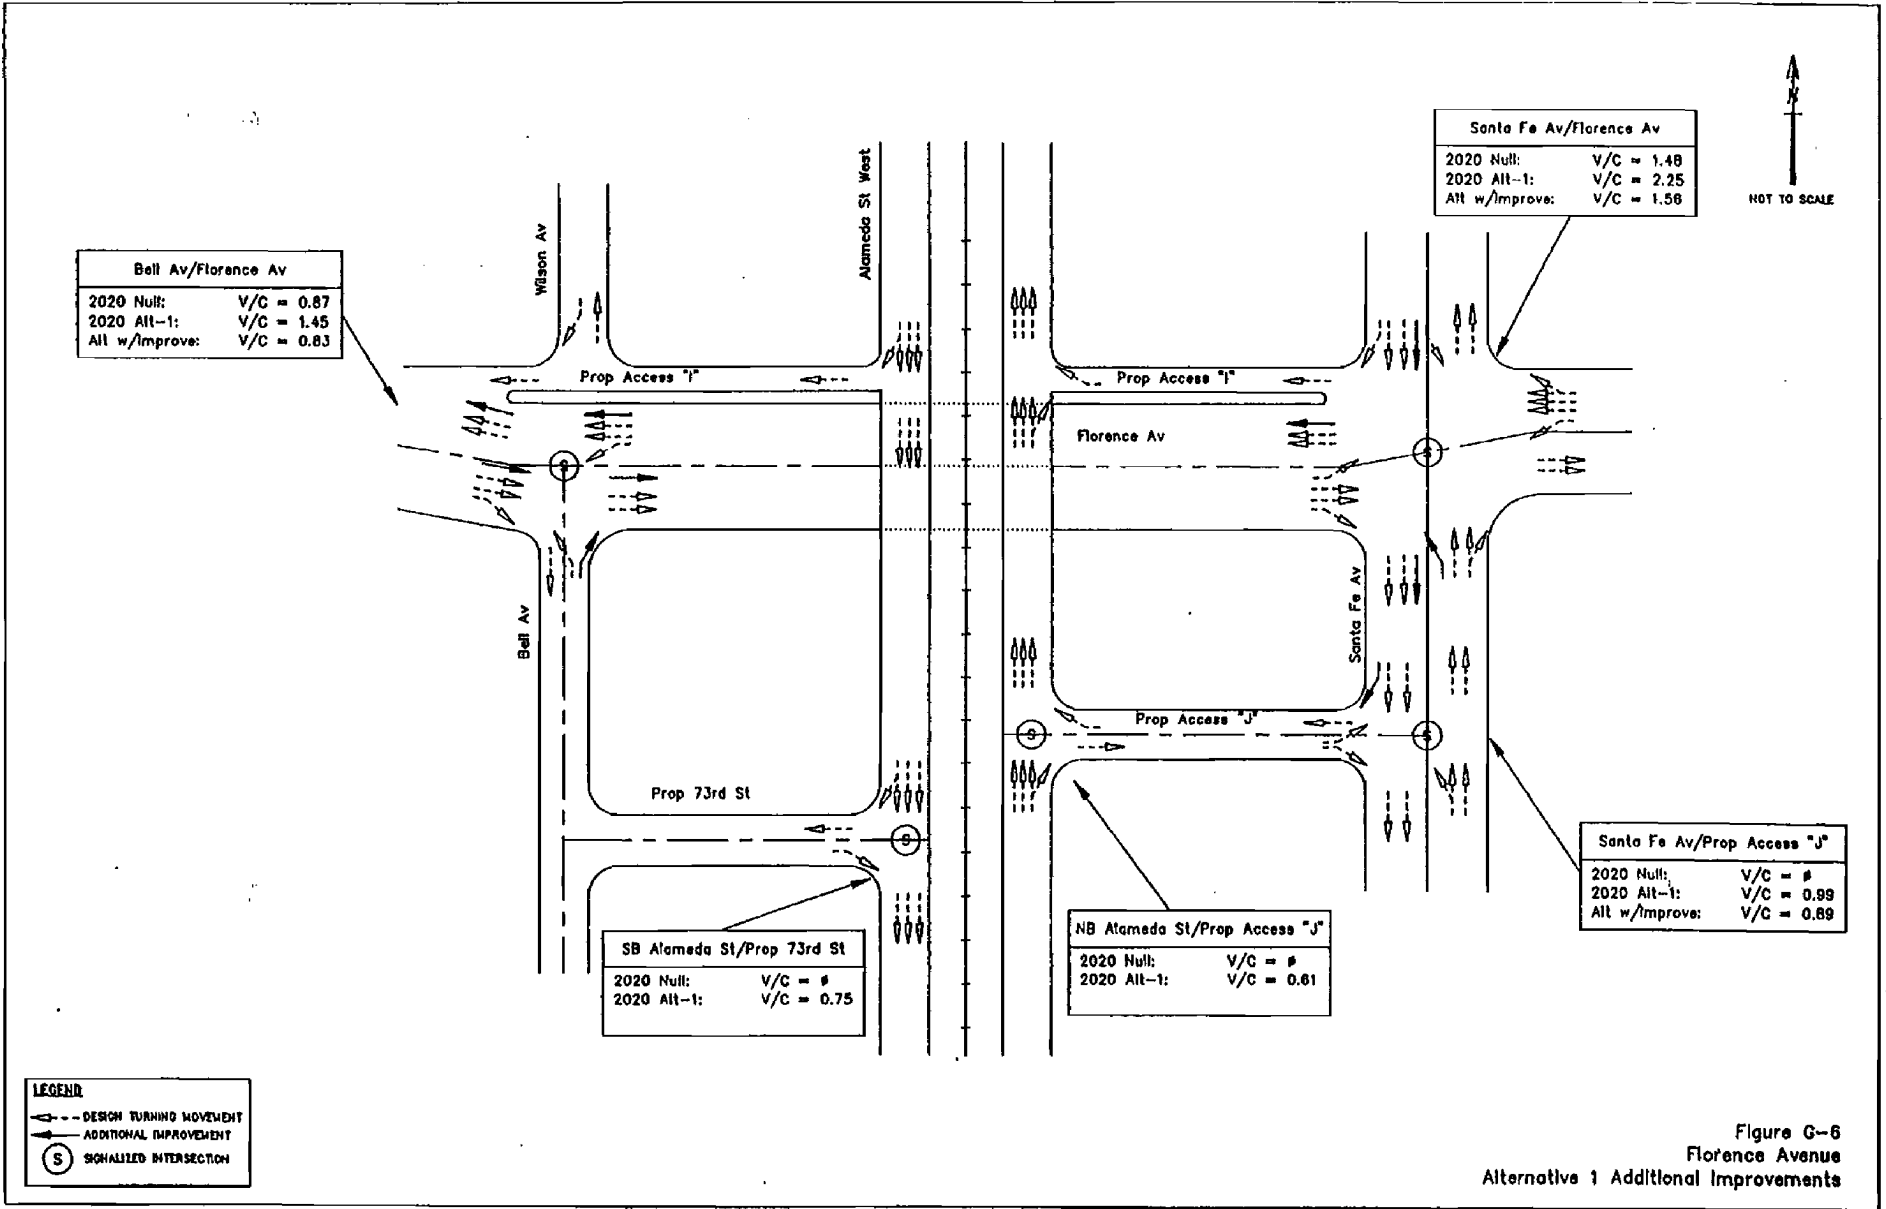 Santa Fe Av/Florence Av
2020 Null: V/C = 1.48
2020 Alt-1: V/C = 2.25
Alt w/Improve: V/C = 1.56
N
NOT TO SCALE
Alameda St West
Wilson Av
Bell Av/Florence Av
2020 Null: V/C = 0.87
2020 Alt-1: V/C = 1.45
Alt w/Improve: V/C = 0.83
Prop Access "I"
Prop Access "I"
Florence Av
S
S
Bell Av
Santa Fe Av
Prop Access "J"
S
S
Prop 73rd St
S
Santa Fe Av/Prop Access "J"
2020 Null: V/C =
2020 Alt-1: V/C = 0.99
Alt w/Improve: V/C = 0.89
SB Alameda St/Prop 73rd St
2020 Null: V/C =
2020 Alt-1: V/C = 0.75
NB Alameda St/Prop Access "J"
2020 Null: V/C =
2020 Alt-1: V/C = 0.61
LEGEND
DESIGN TURNING MOVEMENT
ADDITIONAL IMPROVEMENT
S SIGNALIZED INTERSECTION
Figure G-6
Florence Avenue
Alternative 1 Additional Improvements